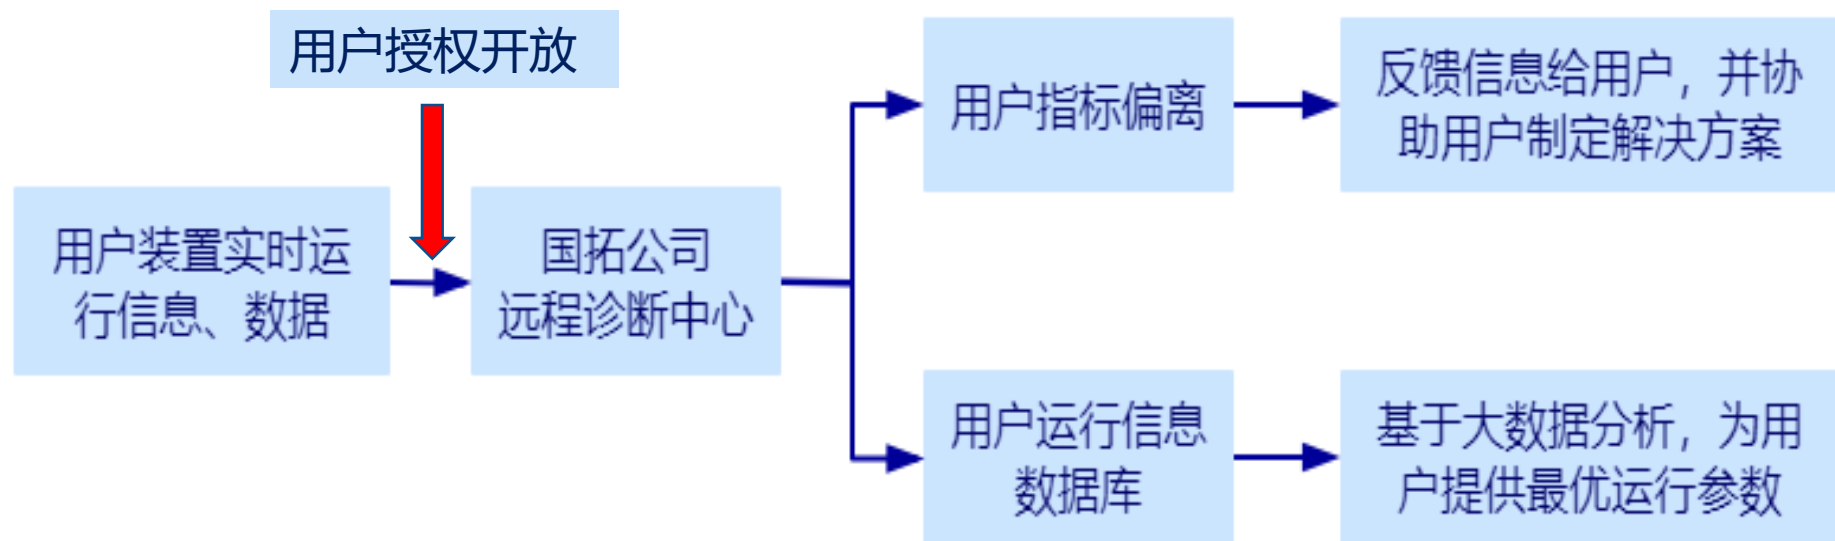 用户授权开放
用户装置实时运
行信息、数据
国拓公司
远程诊断中心
用户指标偏离
反馈信息给用户，并协
助用户制定解决方案
用户运行信息
数据库
基于大数据分析，为用
户提供最优运行参数